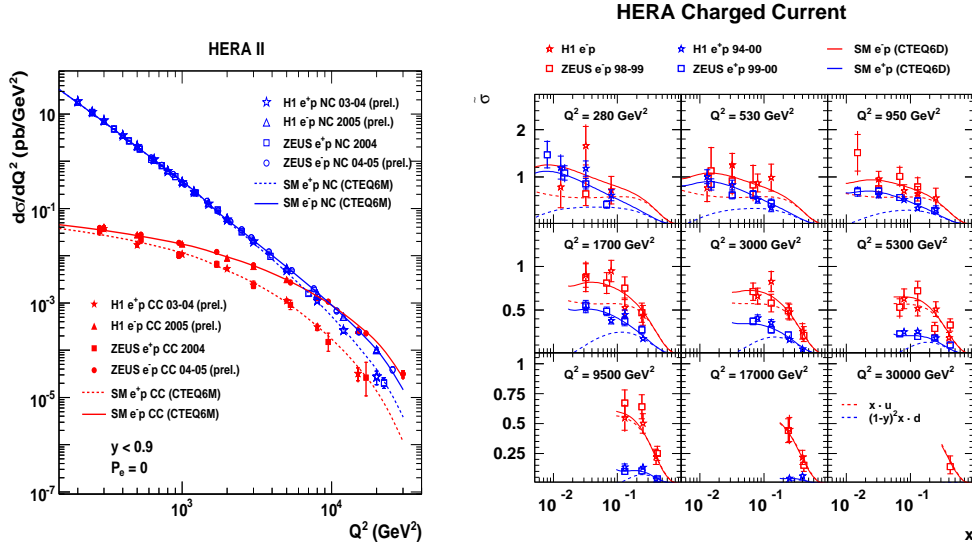 HERA II
dσ/dQ² (pb/GeV²)
10
1
10⁻¹
10⁻²
10⁻³
10⁻⁴
10⁻⁵
10⁻⁶
10⁻⁷
H1 e⁺p NC 03-04 (prel.)
H1 e⁻p NC 2005 (prel.)
ZEUS e⁺p NC 2004
ZEUS e⁻p NC 04-05 (prel.)
SM e⁺p NC (CTEQ6M)
SM e⁻p NC (CTEQ6M)
H1 e⁺p CC 03-04 (prel.)
H1 e⁻p CC 2005 (prel.)
ZEUS e⁺p CC 2004
ZEUS e⁻p CC 04-05 (prel.)
SM e⁺p CC (CTEQ6M)
SM e⁻p CC (CTEQ6M)
y < 0.9
Pₑ = 0
10³ 10⁴
Q² (GeV²)
HERA Charged Current
H1 e⁻p H1 e⁺p 94-00 SM e⁻p (CTEQ6D)
ZEUS e⁻p 98-99 ZEUS e⁺p 99-00 SM e⁺p (CTEQ6D)
σ̃
Q² = 280 GeV² Q² = 530 GeV² Q² = 950 GeV²
2
1
Q² = 1700 GeV² Q² = 3000 GeV² Q² = 5300 GeV²
1
0.5
Q² = 9500 GeV² Q² = 17000 GeV² Q² = 30000 GeV²
0.75
0.5
0.25
x · u
(1-y)²x · d
10⁻² 10⁻¹ 10⁻² 10⁻¹ 10⁻² 10⁻¹
x